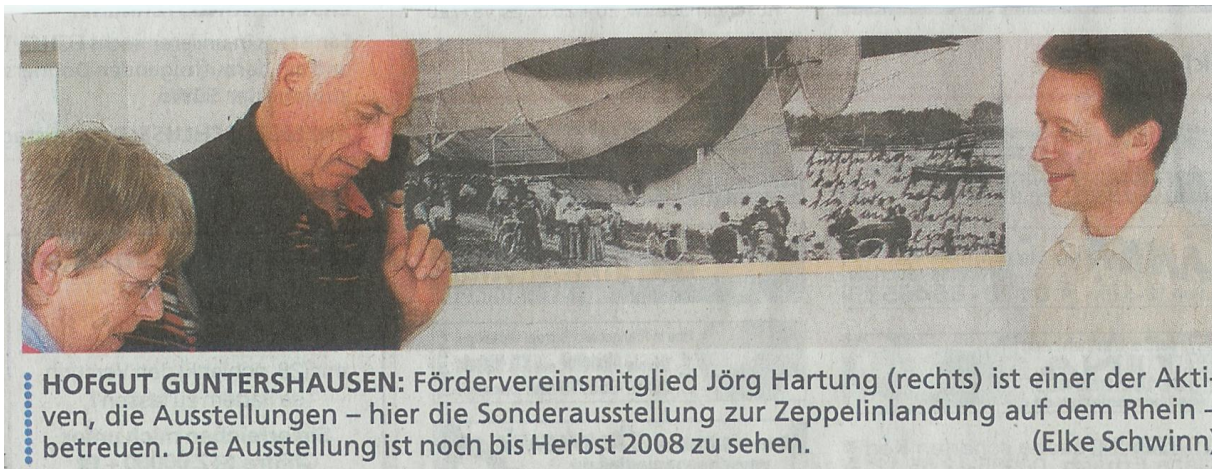 HOFGUT GUNTERSHAUSEN: Fördervereinsmitglied Jörg Hartung (rechts) ist einer der Akti-
ven, die Ausstellungen – hier die Sonderausstellung zur Zeppelinlandung auf dem Rhein –
betreuen. Die Ausstellung ist noch bis Herbst 2008 zu sehen. (Elke Schwinn)